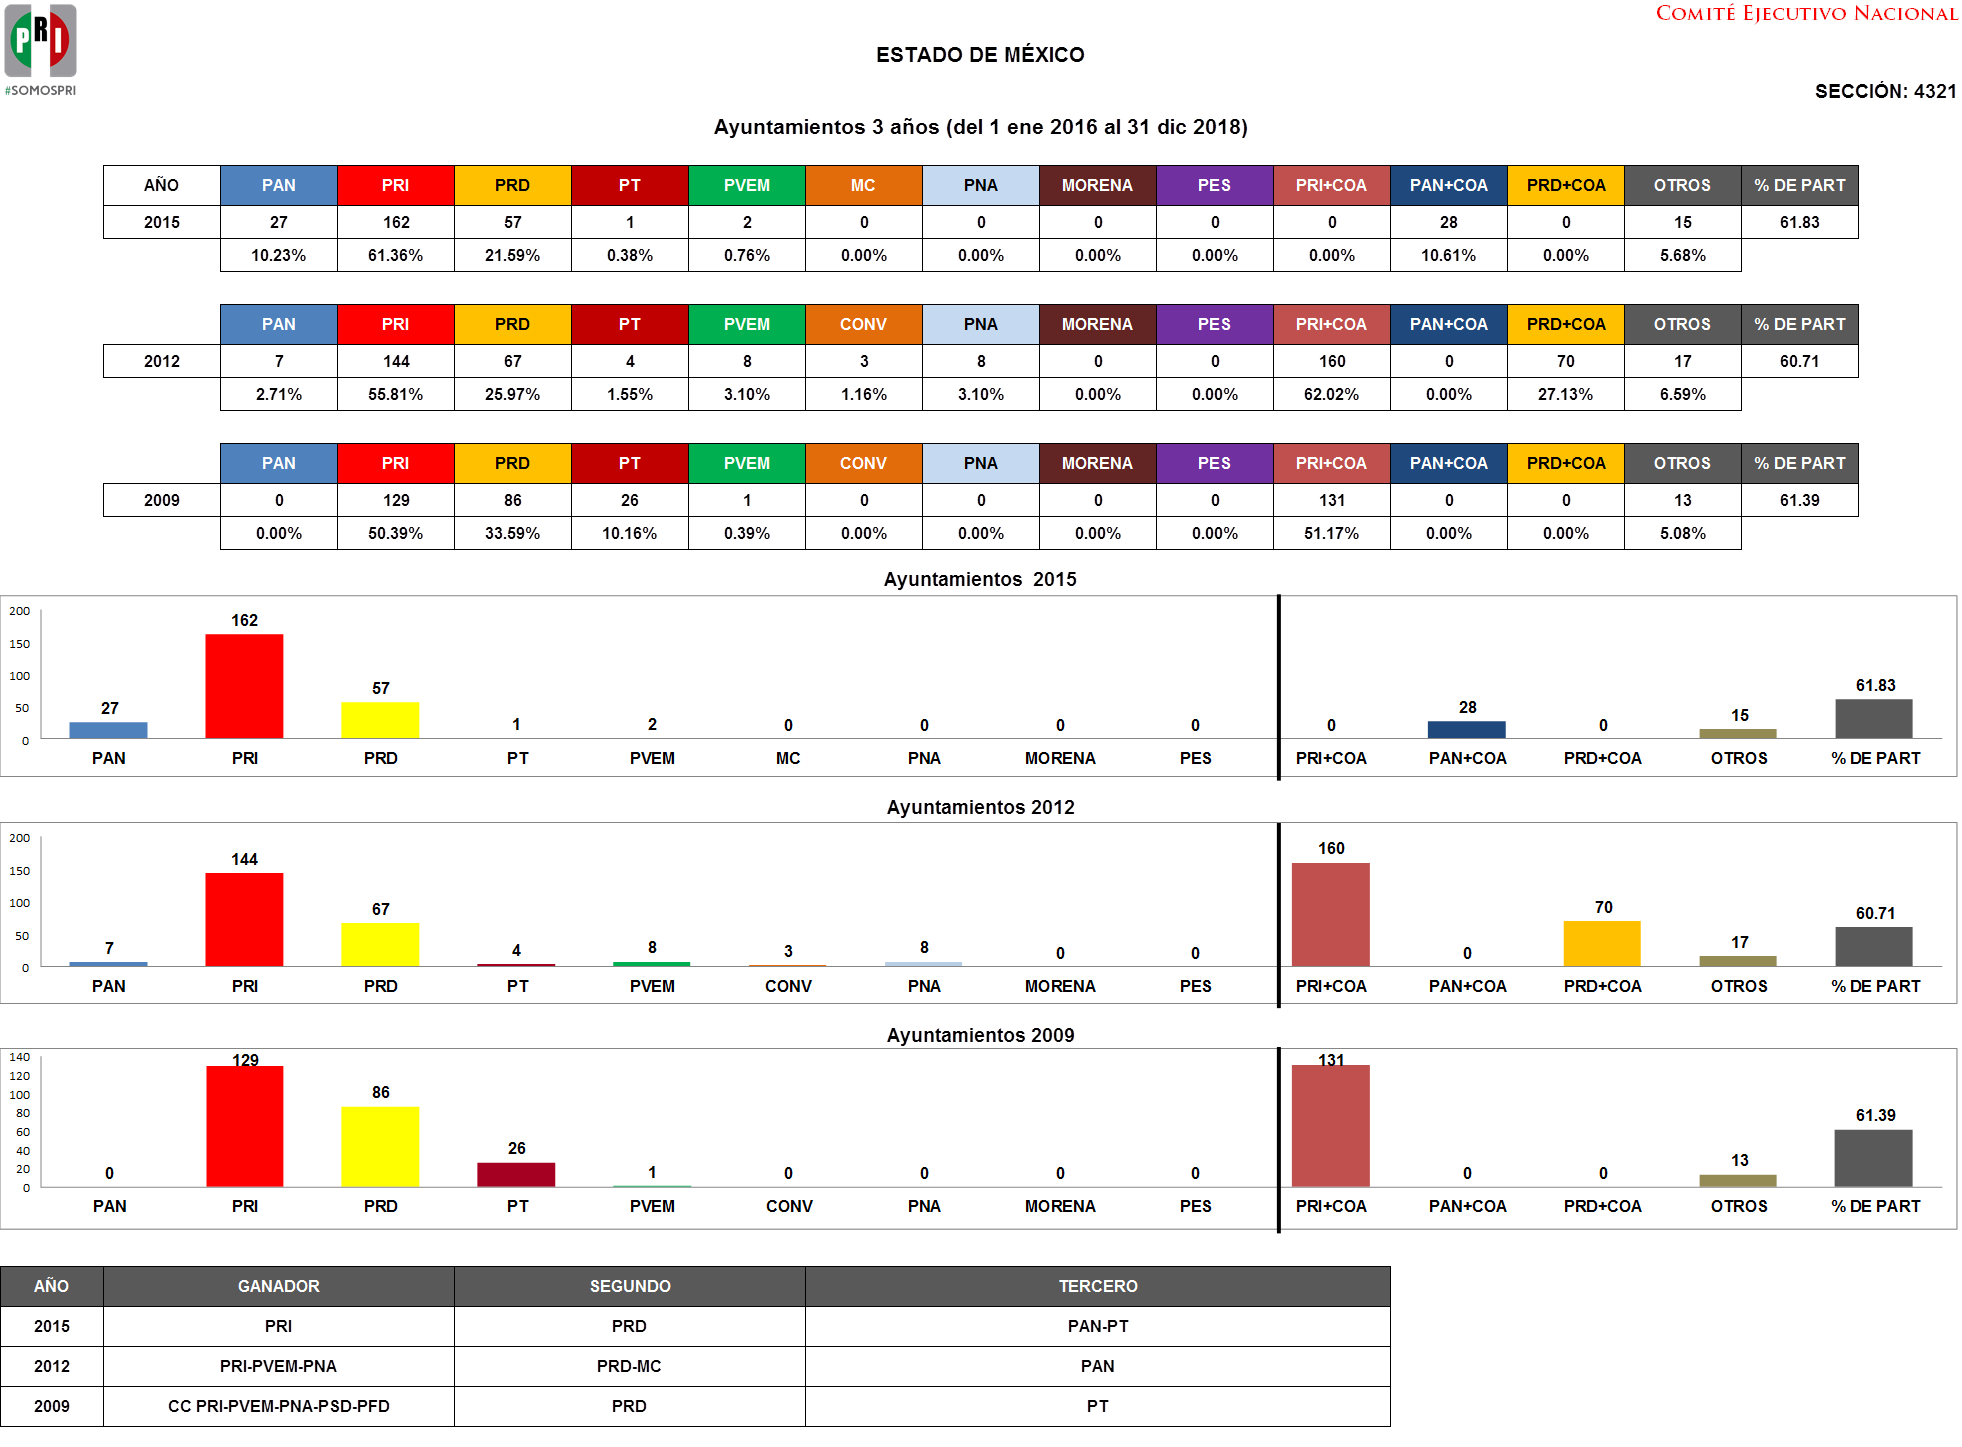 COMITÉ EJECUTIVO NACIONAL
PRI
#SOMOSPRI
ESTADO DE MÉXICO
SECCIÓN: 4321
Ayuntamientos 3 años (del 1 ene 2016 al 31 dic 2018)
AÑO PAN PRI PRD PT PVEM MC PNA MORENA PES PRI+COA PAN+COA PRD+COA OTROS % DE PART
2015 27 162 57 1 2 0 0 0 0 0 28 0 15 61.83
10.23% 61.36% 21.59% 0.38% 0.76% 0.00% 0.00% 0.00% 0.00% 0.00% 10.61% 0.00% 5.68%
PAN PRI PRD PT PVEM CONV PNA MORENA PES PRI+COA PAN+COA PRD+COA OTROS % DE PART
2012 7 144 67 4 8 3 8 0 0 160 0 70 17 60.71
2.71% 55.81% 25.97% 1.55% 3.10% 1.16% 3.10% 0.00% 0.00% 62.02% 0.00% 27.13% 6.59%
PAN PRI PRD PT PVEM CONV PNA MORENA PES PRI+COA PAN+COA PRD+COA OTROS % DE PART
2009 0 129 86 26 1 0 0 0 0 131 0 0 13 61.39
0.00% 50.39% 33.59% 10.16% 0.39% 0.00% 0.00% 0.00% 0.00% 51.17% 0.00% 0.00% 5.08%
Ayuntamientos 2015
200
150
100
50
0
27 162 57 1 2 0 0 0 0 0 28 0 15 61.83
PAN PRI PRD PT PVEM MC PNA MORENA PES PRI+COA PAN+COA PRD+COA OTROS % DE PART
Ayuntamientos 2012
200
150
100
50
0
7 144 67 4 8 3 8 0 0 160 0 70 17 60.71
PAN PRI PRD PT PVEM CONV PNA MORENA PES PRI+COA PAN+COA PRD+COA OTROS % DE PART
Ayuntamientos 2009
140
120
100
80
60
40
20
0
0 129 86 26 1 0 0 0 0 131 0 0 13 61.39
PAN PRI PRD PT PVEM CONV PNA MORENA PES PRI+COA PAN+COA PRD+COA OTROS % DE PART
AÑO GANADOR SEGUNDO TERCERO
2015 PRI PRD PAN-PT
2012 PRI-PVEM-PNA PRD-MC PAN
2009 CC PRI-PVEM-PNA-PSD-PFD PRD PT